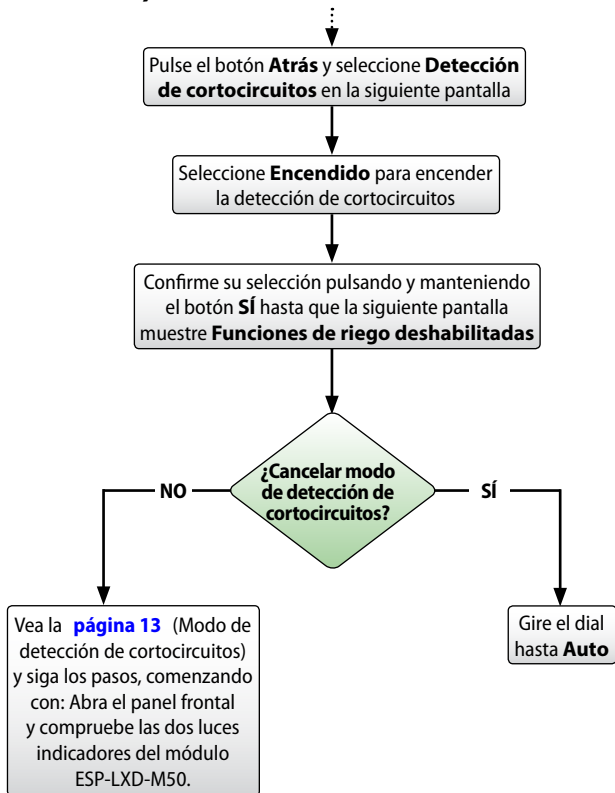 Pulse el botón Atrás y seleccione Detección
de cortocircuitos en la siguiente pantalla
Seleccione Encendido para encender
la detección de cortocircuitos
Confirme su selección pulsando y manteniendo
el botón SÍ hasta que la siguiente pantalla
muestre Funciones de riego deshabilitadas
¿Cancelar modo
de detección de
cortocircuitos?
NO
SÍ
Vea la página 13 (Modo de
detección de cortocircuitos)
y siga los pasos, comenzando
con: Abra el panel frontal
y compruebe las dos luces
indicadores del módulo
ESP-LXD-M50.
Gire el dial
hasta Auto